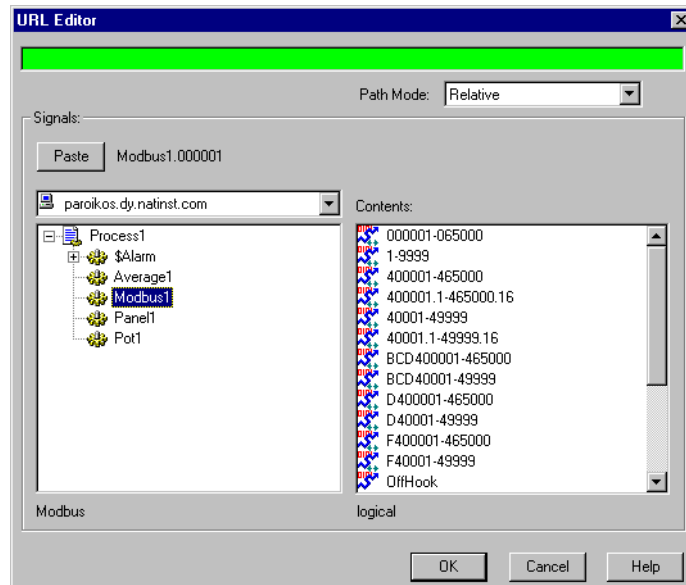 URL Editor
Path Mode: Relative
Signals:
Paste Modbus1.000001
paroikos.dy.natinst.com
Contents:
Process1
$Alarm
Average1
Modbus1
Panel1
Pot1
000001-065000
1-9999
400001-465000
400001.1-465000.16
40001-49999
40001.1-49999.16
BCD400001-465000
BCD40001-49999
D400001-465000
D40001-49999
F400001-465000
F40001-49999
OffHook
Modbus
logical
OK Cancel Help